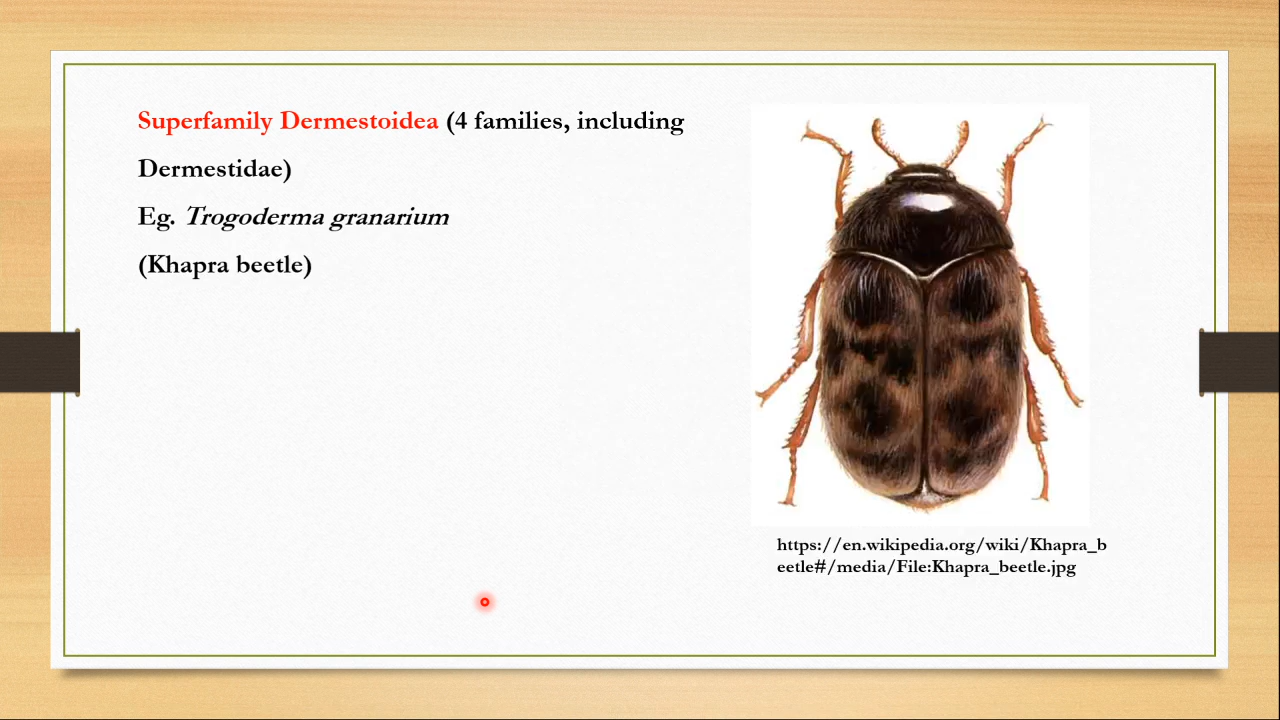 Superfamily Dermestoidea (4 families, including
Dermestidae)
Eg. Trogoderma granarium
(Khapra beetle)
https://en.wikipedia.org/wiki/Khapra_b
eetle#/media/File:Khapra_beetle.jpg